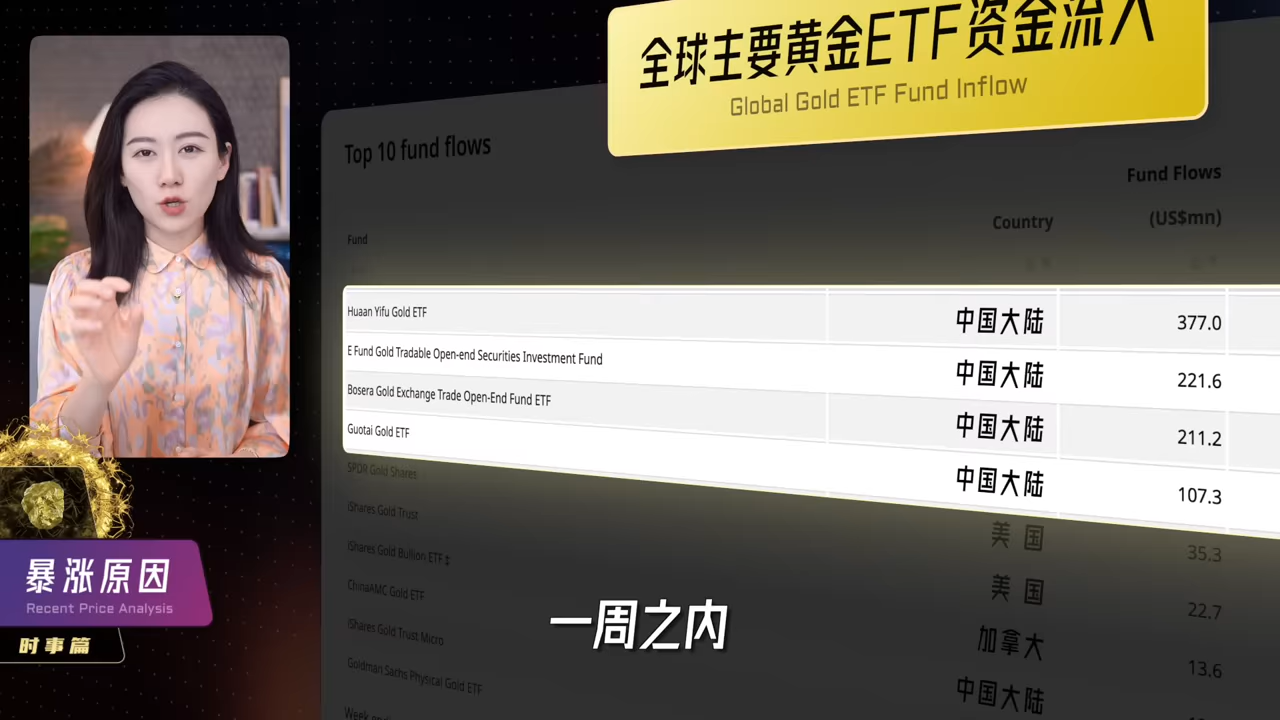 全球主要黄金ETF资金流入
Global Gold ETF Fund Inflow
Top 10 fund flows
Fund Flows
Fund
Country
(US$mn)
Huaan Yifu Gold ETF
中国大陆
377.0
E Fund Gold Tradable Open-end Securities Investment Fund
中国大陆
221.6
Bosera Gold Exchange Trade Open-End Fund ETF
中国大陆
211.2
Guotai Gold ETF
中国大陆
107.3
SPDR Gold Shares
美国
35.3
iShares Gold Trust
美国
22.7
iShares Gold Bullion ETF ‡
加拿大
13.6
ChinaAMC Gold ETF
中国大陆
iShares Gold Trust Micro
Goldman Sachs Physical Gold ETF
一周之内
暴涨原因
Recent Price Analysis
时事篇